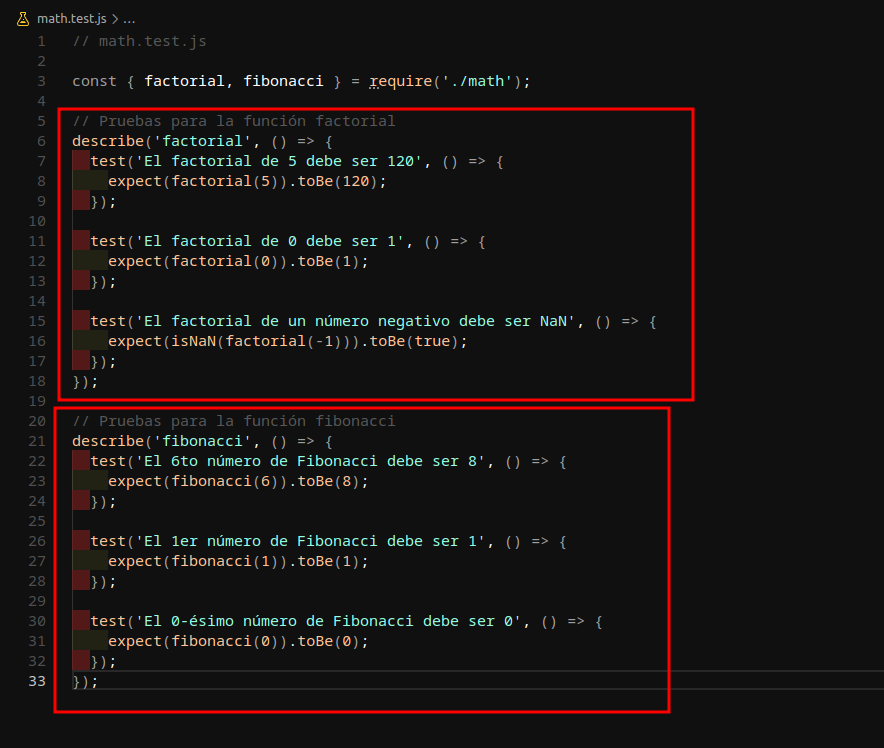 math.test.js > ...
1 // math.test.js
2
3 const { factorial, fibonacci } = require('./math');
4
5 // Pruebas para la función factorial
6 describe('factorial', () => {
7   test('El factorial de 5 debe ser 120', () => {
8     expect(factorial(5)).toBe(120);
9   });
10
11   test('El factorial de 0 debe ser 1', () => {
12     expect(factorial(0)).toBe(1);
13   });
14
15   test('El factorial de un número negativo debe ser NaN', () => {
16     expect(isNaN(factorial(-1))).toBe(true);
17   });
18 });
19
20 // Pruebas para la función fibonacci
21 describe('fibonacci', () => {
22   test('El 6to número de Fibonacci debe ser 8', () => {
23     expect(fibonacci(6)).toBe(8);
24   });
25
26   test('El 1er número de Fibonacci debe ser 1', () => {
27     expect(fibonacci(1)).toBe(1);
28   });
29
30   test('El 0-ésimo número de Fibonacci debe ser 0', () => {
31     expect(fibonacci(0)).toBe(0);
32   });
33 });